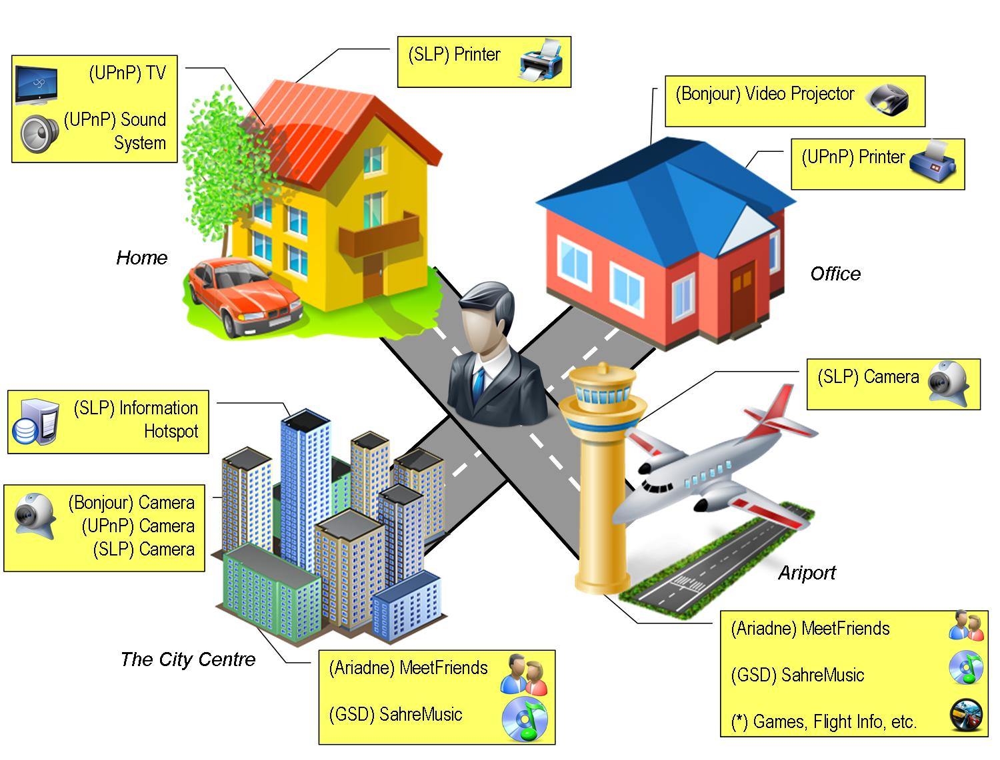 (SLP) Printer
(UPnP) TV
(UPnP) Sound
System
(Bonjour) Video Projector
(UPnP) Printer
Home
Office
(SLP) Camera
(SLP) Information
Hotspot
(Bonjour) Camera
(UPnP) Camera
(SLP) Camera
Ariport
The City Centre
(Ariadne) MeetFriends
(GSD) SahreMusic
(Ariadne) MeetFriends
(GSD) SahreMusic
(*) Games, Flight Info, etc.